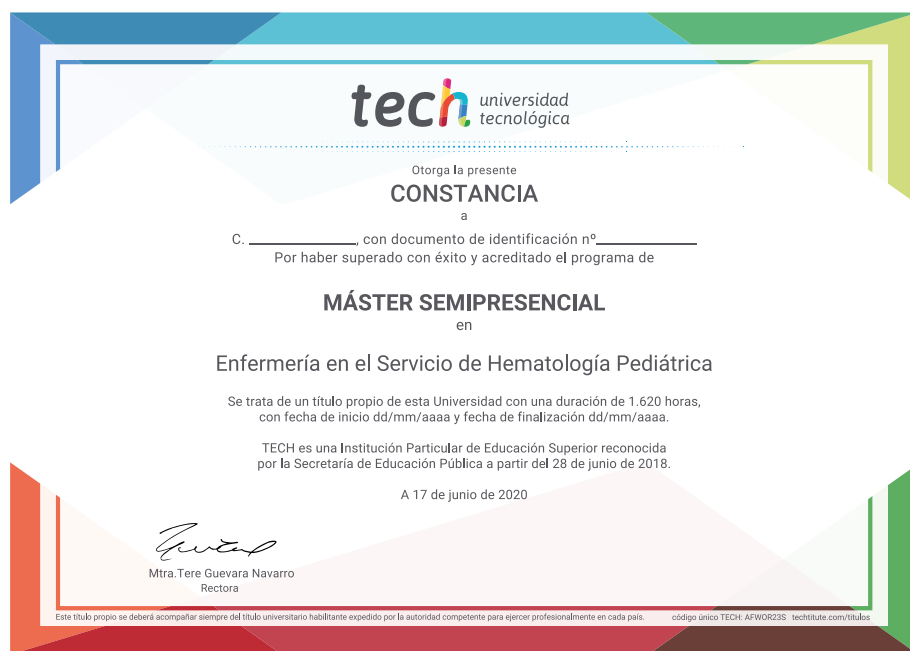 tech universidad
tecnológica
Otorga la presente
CONSTANCIA
a
C. ____________, con documento de identificación nº____________
Por haber superado con éxito y acreditado el programa de
MÁSTER SEMIPRESENCIAL
en
Enfermería en el Servicio de Hematología Pediátrica
Se trata de un título propio de esta Universidad con una duración de 1.620 horas,
con fecha de inicio dd/mm/aaaa y fecha de finalización dd/mm/aaaa.
TECH es una Institución Particular de Educación Superior reconocida
por la Secretaría de Educación Pública a partir del 28 de junio de 2018.
A 17 de junio de 2020
Mtra.Tere Guevara Navarro
Rectora
Este título propio se deberá acompañar siempre del título universitario habilitante expedido por la autoridad competente para ejercer profesionalmente en cada país. código único TECH: AFWOR23S techtitute.com/titulos